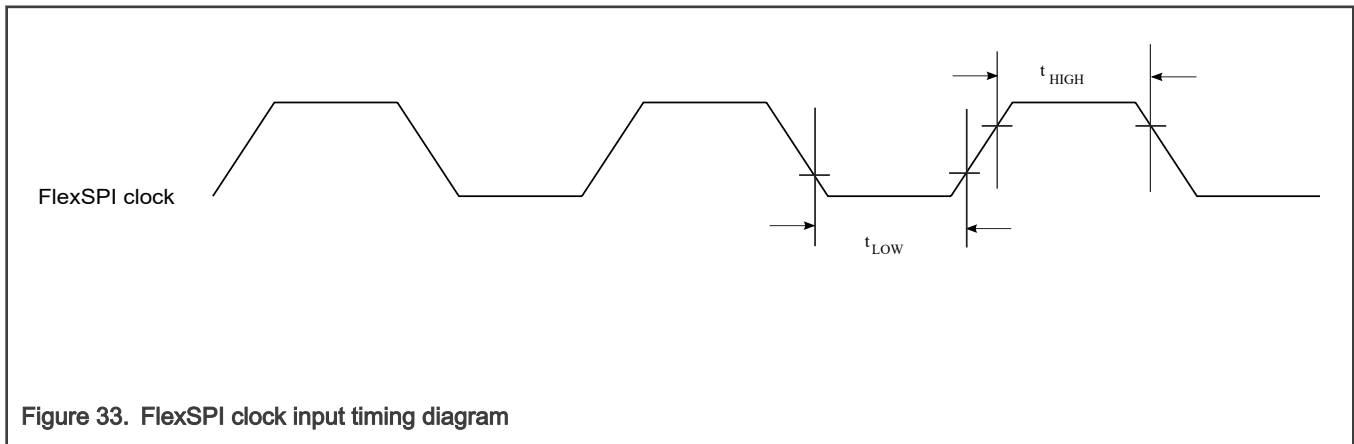 t HIGH
FlexSPI clock
t LOW
Figure 33. FlexSPI clock input timing diagram